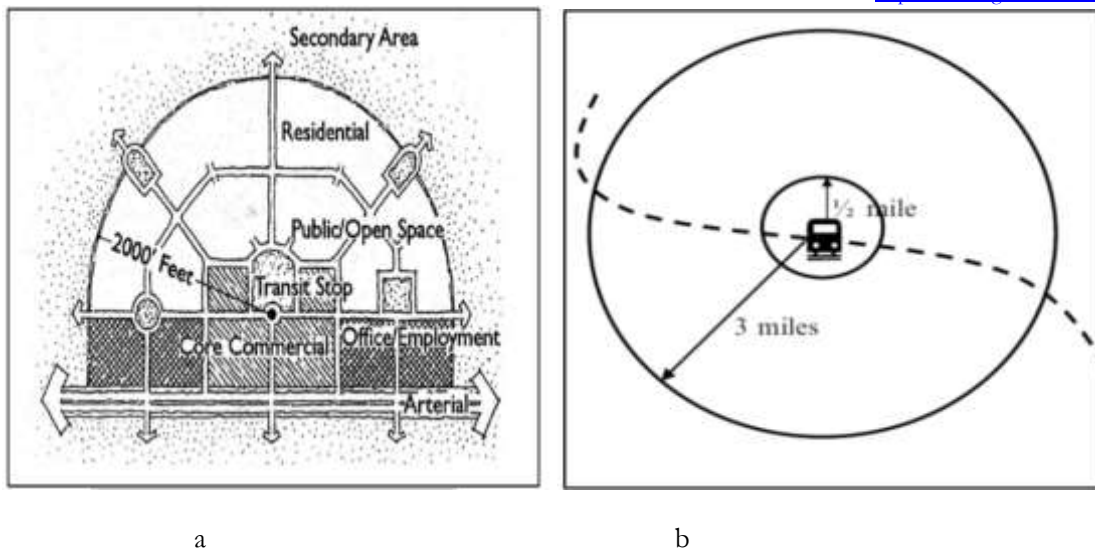 Secondary Area
Residential
Public/Open Space
2000' Feet
Transit Stop
Core Commercial
Office/Employment
Arterial
½ mile
3 miles
a
b